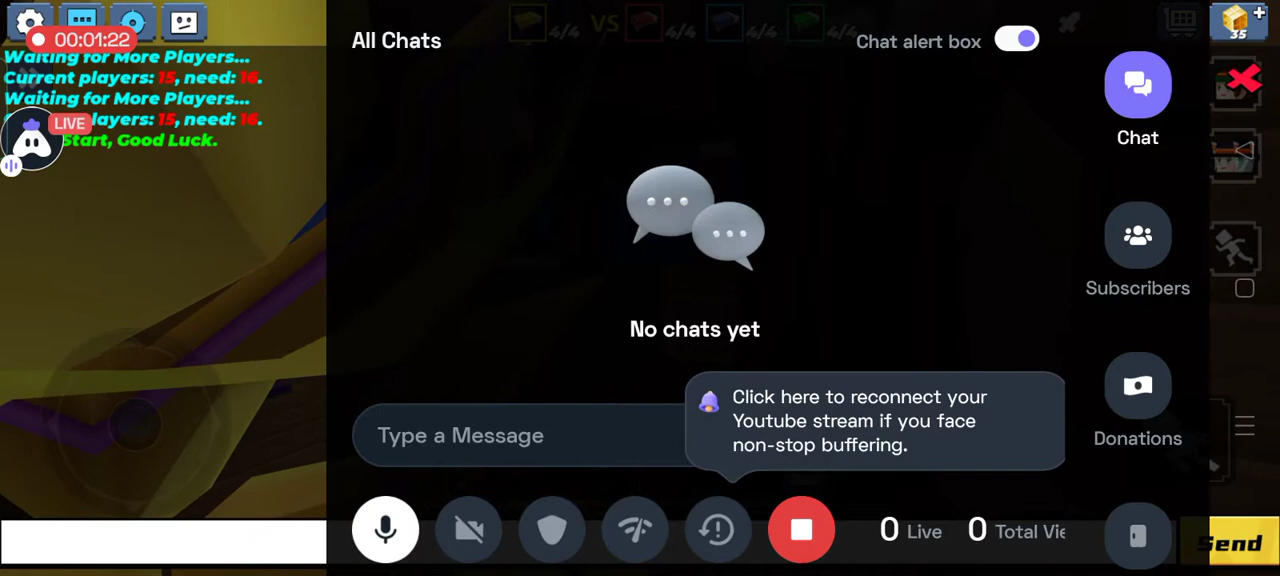 00:01:22
Waiting for More Players...
Current players: 15, need: 16.
Waiting for More Players...
players: 15, need: 16.
LIVE
Start, Good Luck.
4/4 VS 4/4 4/4 4/4
35
All Chats
Chat alert box
Chat
No chats yet
Subscribers
Click here to reconnect your
Youtube stream if you face
non-stop buffering.
Type a Message
Donations
0 Live
0 Total Vie
Send